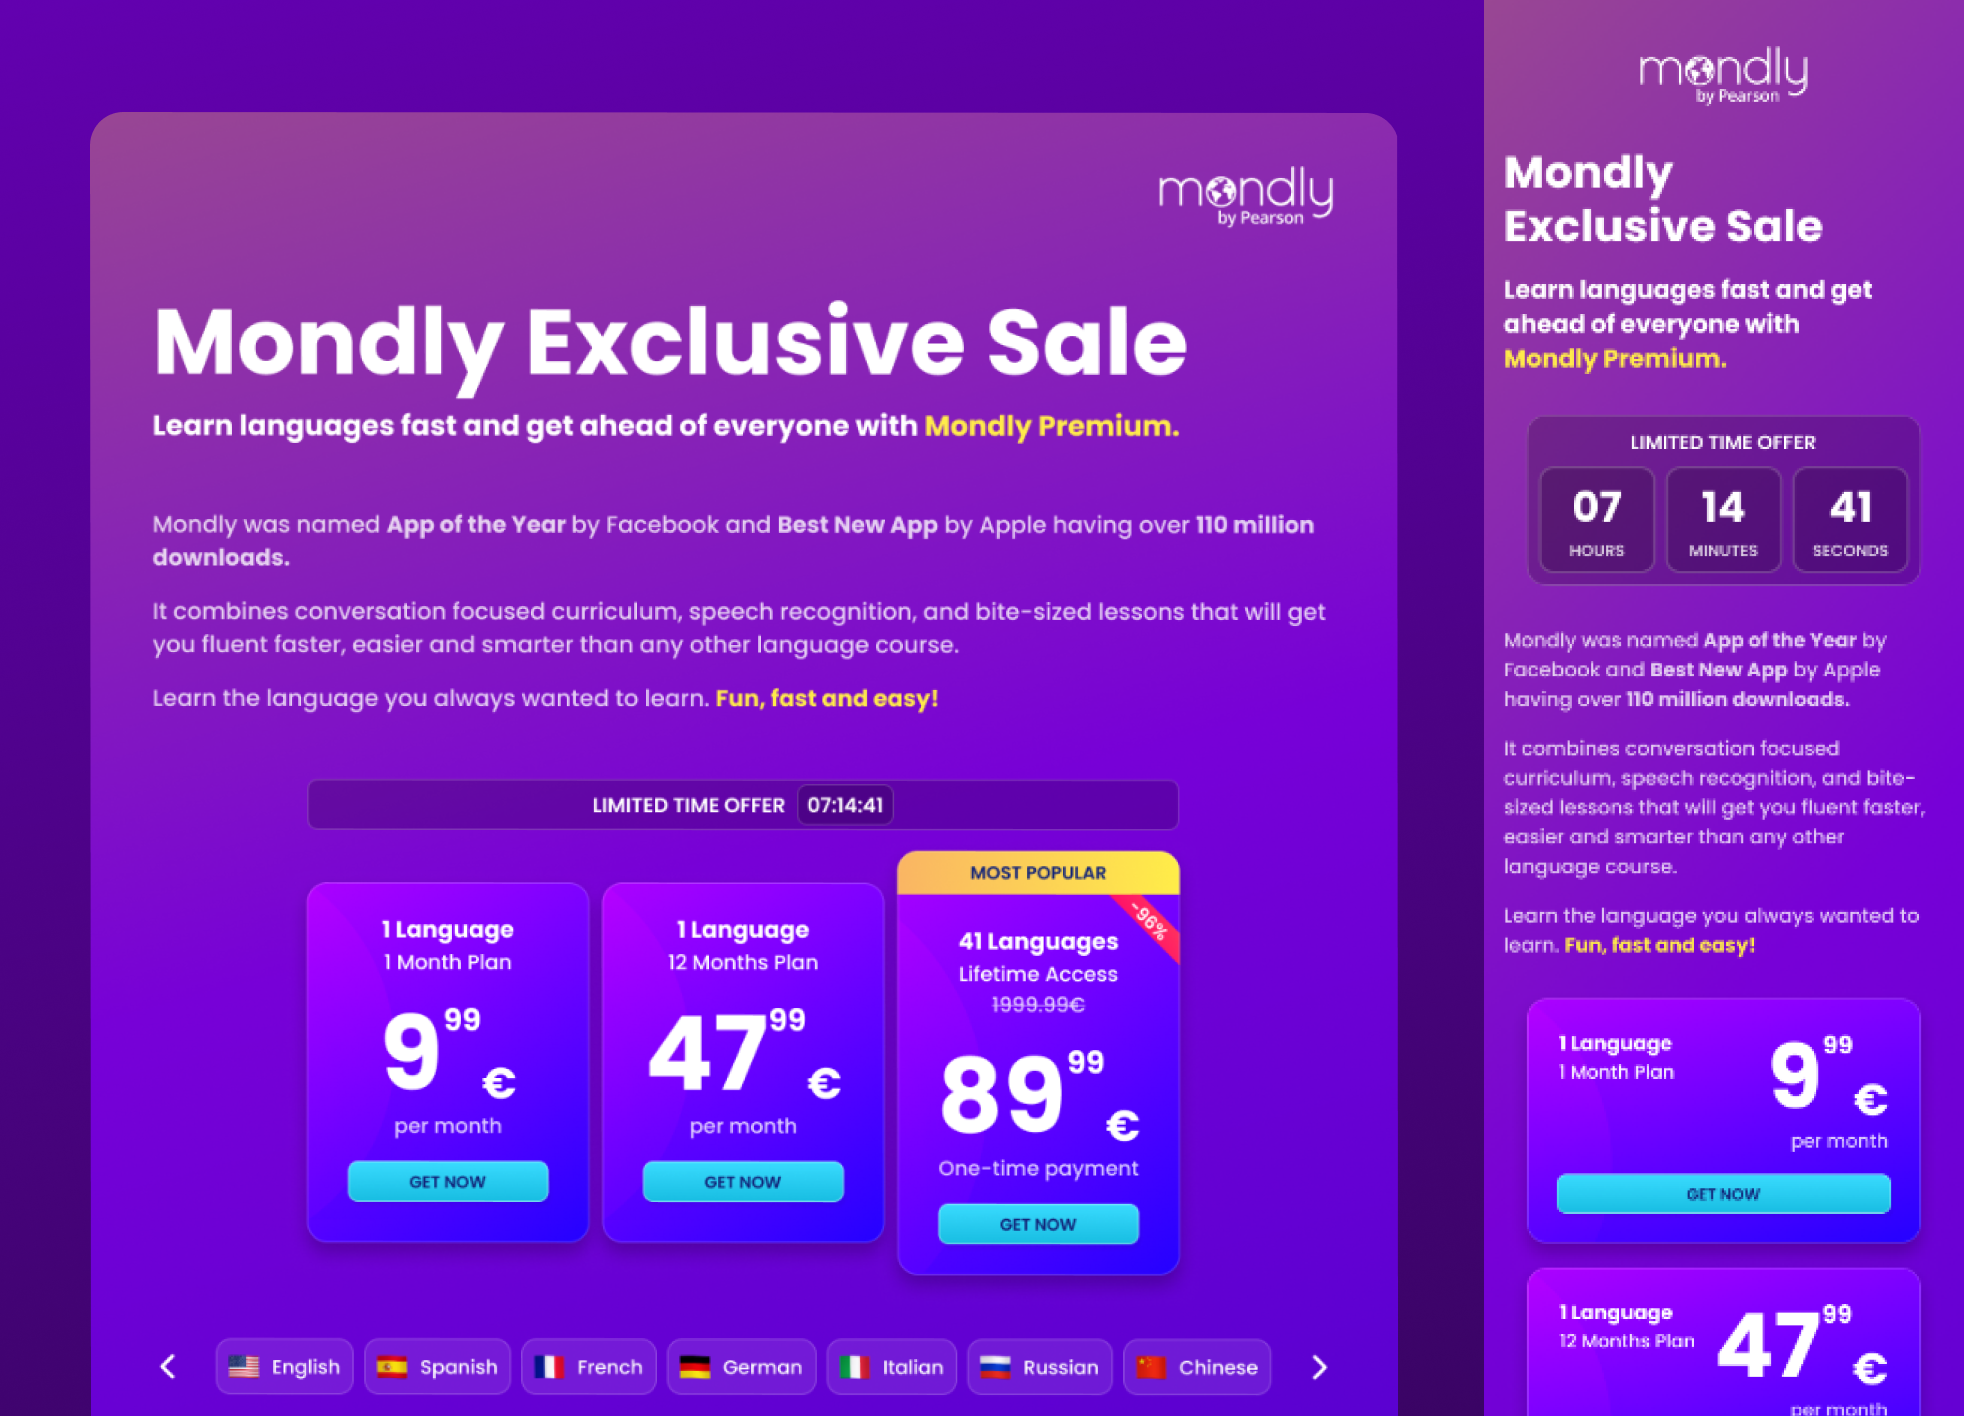 mondly
by Pearson
Mondly Exclusive Sale
Learn languages fast and get ahead of everyone with Mondly Premium.
Mondly was named App of the Year by Facebook and Best New App by Apple having over 110 million
downloads.
It combines conversation focused curriculum, speech recognition, and bite-sized lessons that will get
you fluent faster, easier and smarter than any other language course.
Learn the language you always wanted to learn. Fun, fast and easy!
LIMITED TIME OFFER 07:14:41
1 Language
1 Month Plan
9 99 €
per month
GET NOW
1 Language
12 Months Plan
47 99 €
per month
GET NOW
MOST POPULAR
-96%
41 Languages
Lifetime Access
1999.99€
89 99 €
One-time payment
GET NOW
English Spanish French German Italian Russian Chinese
mondly
by Pearson
Mondly
Exclusive Sale
Learn languages fast and get
ahead of everyone with
Mondly Premium.
LIMITED TIME OFFER
07 14 41
HOURS MINUTES SECONDS
Mondly was named App of the Year by
Facebook and Best New App by Apple
having over 110 million downloads.
It combines conversation focused
curriculum, speech recognition, and bite-
sized lessons that will get you fluent faster,
easier and smarter than any other
language course.
Learn the language you always wanted to
learn. Fun, fast and easy!
1 Language
1 Month Plan
9 99 €
per month
GET NOW
1 Language
12 Months Plan
47 99 €
per month